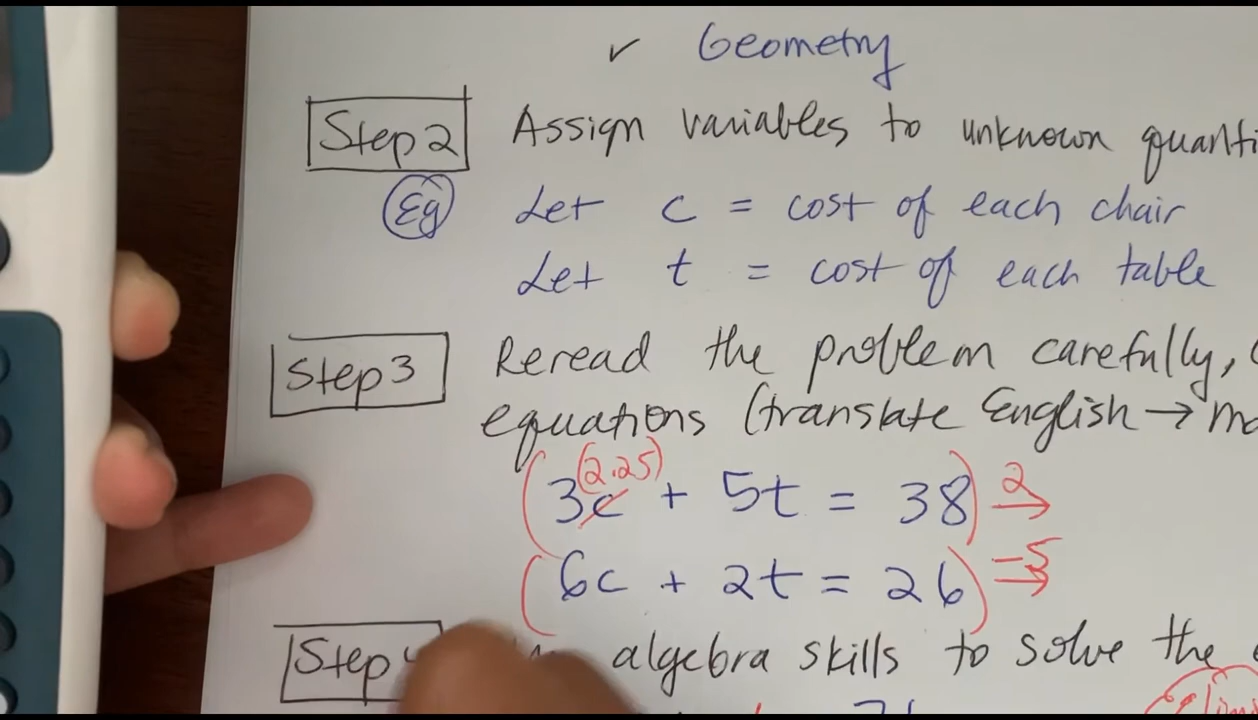 ✓ Geometry
Step 2 Assign variables to unknown
Eg Let c = cost of each chair
Let t = cost of each table
Step 3 Reread the problem carefully,
equations (translate English →
(2.25)
(3c + 5t = 38) 2→
(6c + 2t = 26) -5→
Step algebra skills to solve the